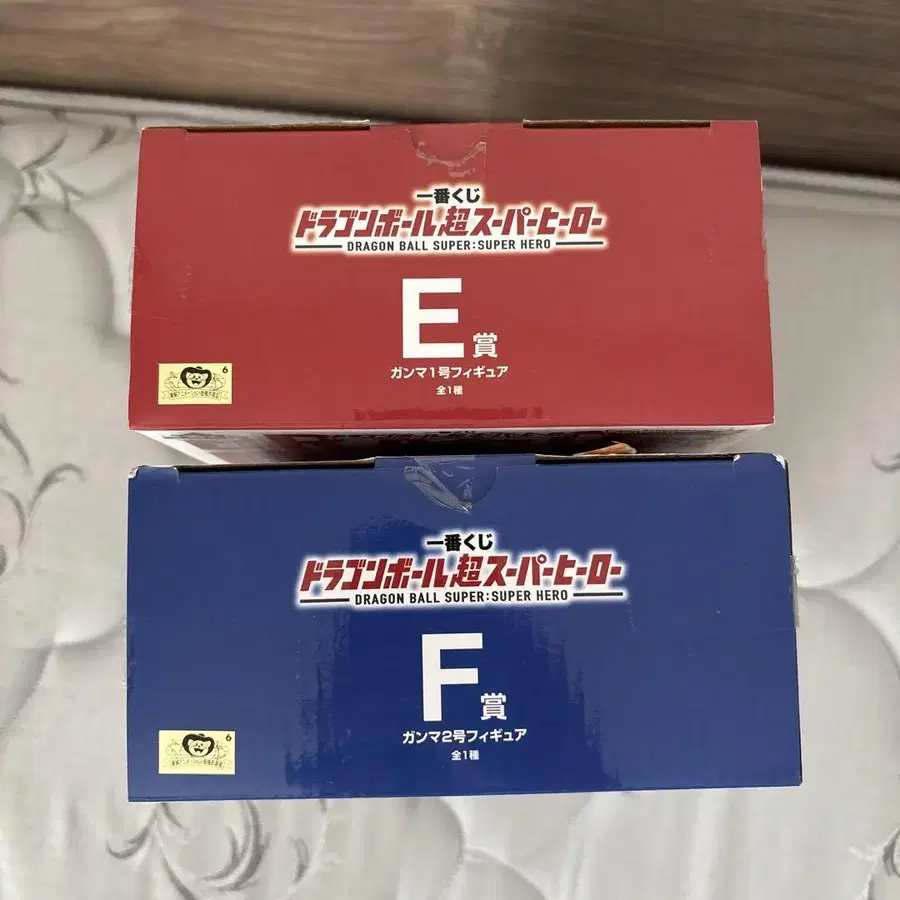 一番くじ
ドラゴンボール超スーパーヒーロー
DRAGON BALL SUPER:SUPER HERO
E賞
ガンマ1号フィギュア
全1種
6
一番くじ
ドラゴンボール超スーパーヒーロー
DRAGON BALL SUPER:SUPER HERO
F賞
ガンマ2号フィギュア
全1種
6